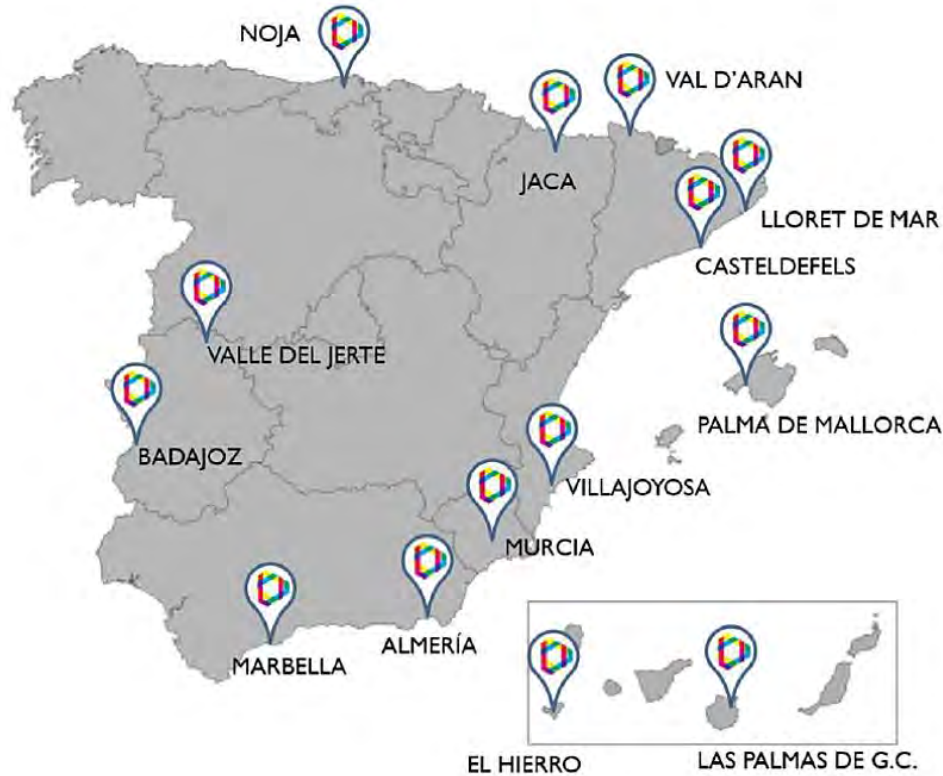 NOJA
VAL D'ARAN
JACA
LLORET DE MAR
CASTELDEFELS
VALLE DEL JERTE
PALMA DE MALLORCA
BADAJOZ
VILLAJOYOSA
MURCIA
ALMERÍA
MARBELLA
EL HIERRO
LAS PALMAS DE G.C.